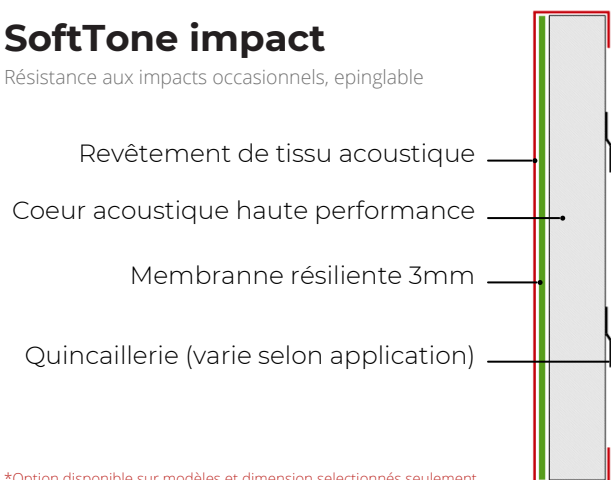 SoftTone impact
Résistance aux impacts occasionnels, epinglable
Revêtement de tissu acoustique
Coeur acoustique haute performance
Membranne résiliente 3mm
Quincaillerie (varie selon application)
*Option disponible sur modèles et dimension selectionnés seulement